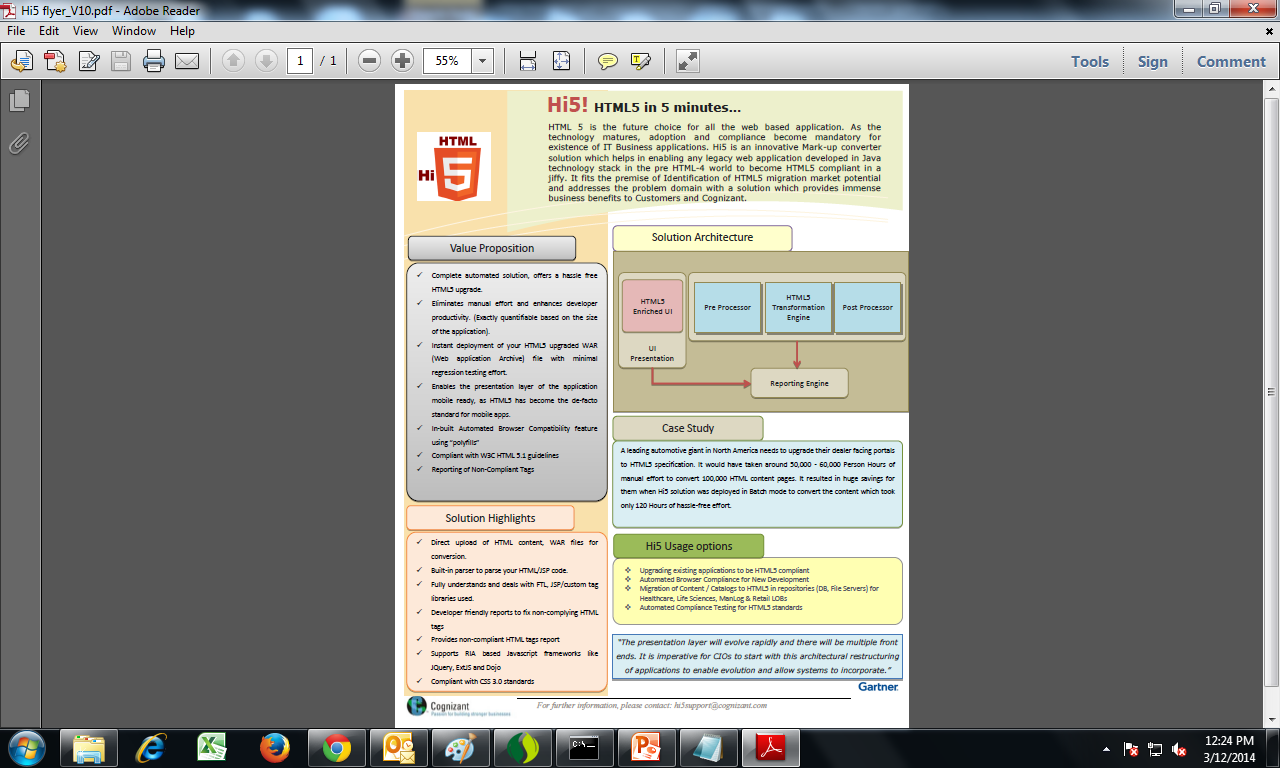 Hi5 flyer_V10.pdf - Adobe Reader
File Edit View Window Help
1 / 1 55% Tools Sign Comment
Hi5! HTML5 in 5 minutes...
HTML 5 is the future choice for all the web based application. As the
technology matures, adoption and compliance become mandatory for
existence of IT Business applications. Hi5 is an innovative Mark-up converter
solution which helps in enabling any legacy web application developed in Java
technology stack in the pre HTML-4 world to become HTML5 compliant in a
jiffy. It fits the premise of Identification of HTML5 migration market potential
and addresses the problem domain with a solution which provides immense
business benefits to Customers and Cognizant.
HTML
Hi 5
Value Proposition
Complete automated solution, offers a hassle free
HTML5 upgrade.
Eliminates manual effort and enhances developer
productivity. (Exactly quantifiable based on the size
of the application).
Instant deployment of your HTML5 upgraded WAR
(Web application Archive) file with minimal
regression testing effort.
Enables the presentation layer of the application
mobile ready, as HTML5 has become the de-facto
standard for mobile apps.
In-built Automated Browser Compatibility feature
using "polyfills"
Compliant with W3C HTML 5.1 guidelines
Reporting of Non-Compliant Tags
Solution Highlights
Direct upload of HTML content, WAR files for
conversion.
Built-in parser to parse your HTML/JSP code.
Fully understands and deals with FTL, JSP/custom tag
libraries used.
Developer friendly reports to fix non-complying HTML
tags
Provides non-compliant HTML tags report
Supports RIA based Javascript frameworks like
JQuery, ExtJS and Dojo
Compliant with CSS 3.0 standards
Solution Architecture
HTML5
Enriched UI
UI
Presentation
Pre Processor
HTML5
Transformation
Engine
Post Processor
Reporting Engine
Case Study
A leading automotive giant in North America needs to upgrade their dealer facing portals
to HTML5 specification. It would have taken around 50,000 - 60,000 Person Hours of
manual effort to convert 100,000 HTML content pages. It resulted in huge savings for
them when Hi5 solution was deployed in Batch mode to convert the content which took
only 120 Hours of hassle-free effort.
Hi5 Usage options
Upgrading existing applications to be HTML5 compliant
Automated Browser Compliance for New Development
Migration of Content / Catalogs to HTML5 in repositories (DB, File Servers) for
Healthcare, Life Sciences, ManLog & Retail LOBs
Automated Compliance Testing for HTML5 standards
"The presentation layer will evolve rapidly and there will be multiple front
ends. It is imperative for CIOs to start with this architectural restructuring
of applications to enable evolution and allow systems to incorporate."
Gartner
Cognizant
Passion for building stronger businesses
For further information, please contact: hi5support@cognizant.com
12:24 PM
3/12/2014